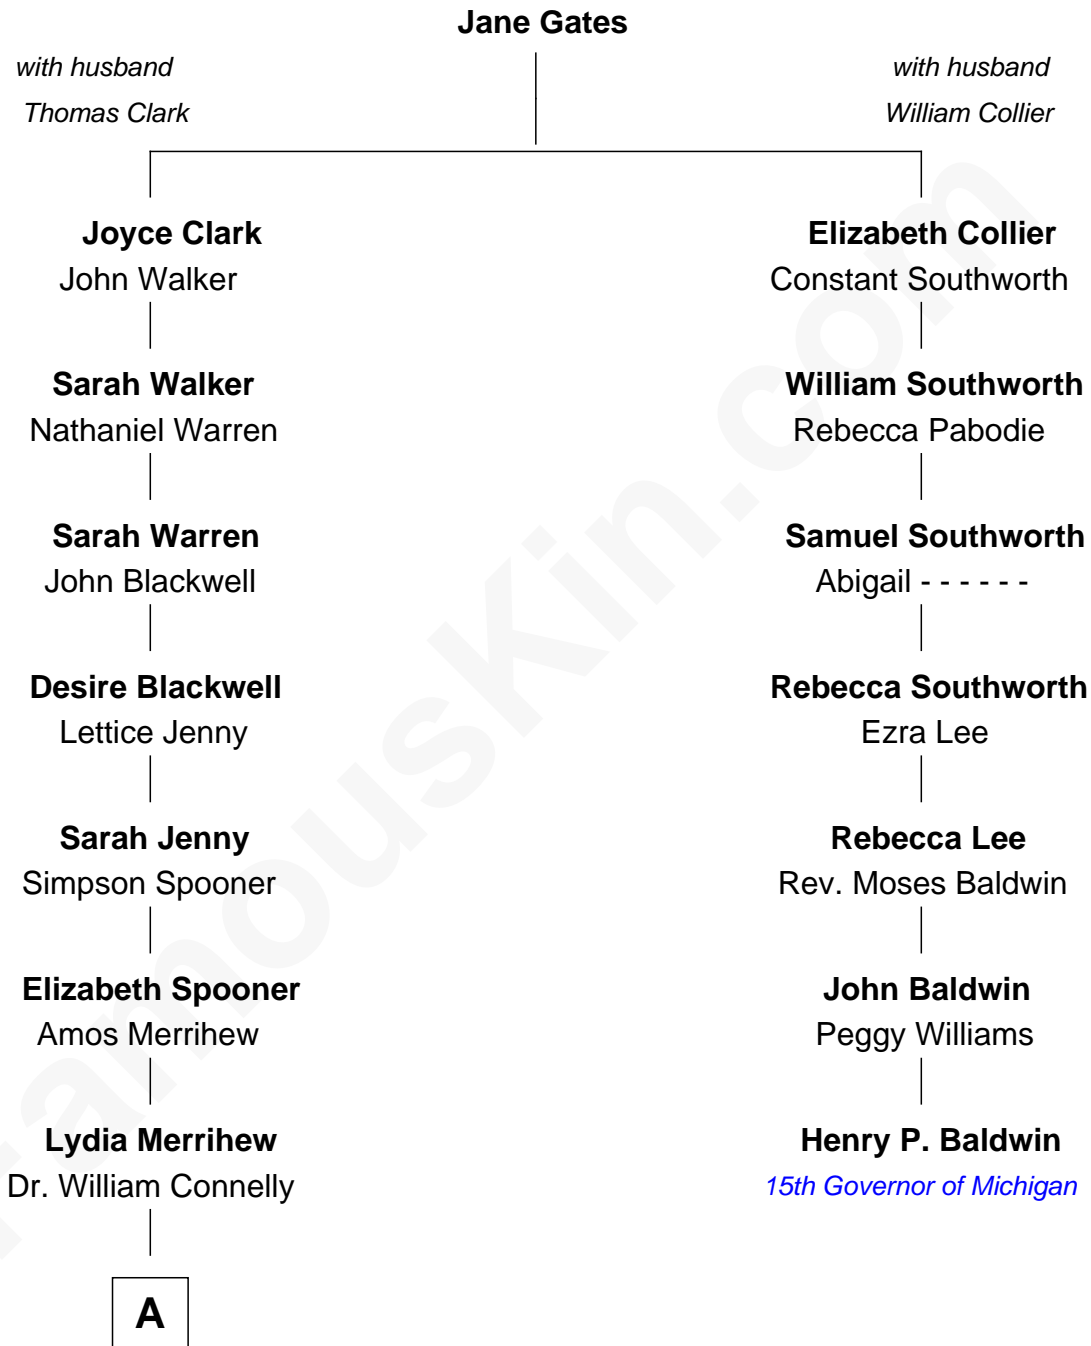 Jane Gates
with husband
Thomas Clark
with husband
William Collier
Joyce Clark
John Walker
Elizabeth Collier
Constant Southworth
Sarah Walker
Nathaniel Warren
William Southworth
Rebecca Pabodie
Sarah Warren
John Blackwell
Samuel Southworth
Abigail - - - - - -
Desire Blackwell
Lettice Jenny
Rebecca Southworth
Ezra Lee
Sarah Jenny
Simpson Spooner
Rebecca Lee
Rev. Moses Baldwin
Elizabeth Spooner
Amos Merrihew
John Baldwin
Peggy Williams
Lydia Merrihew
Dr. William Connelly
Henry P. Baldwin
15th Governor of Michigan
A
FamousKin.com